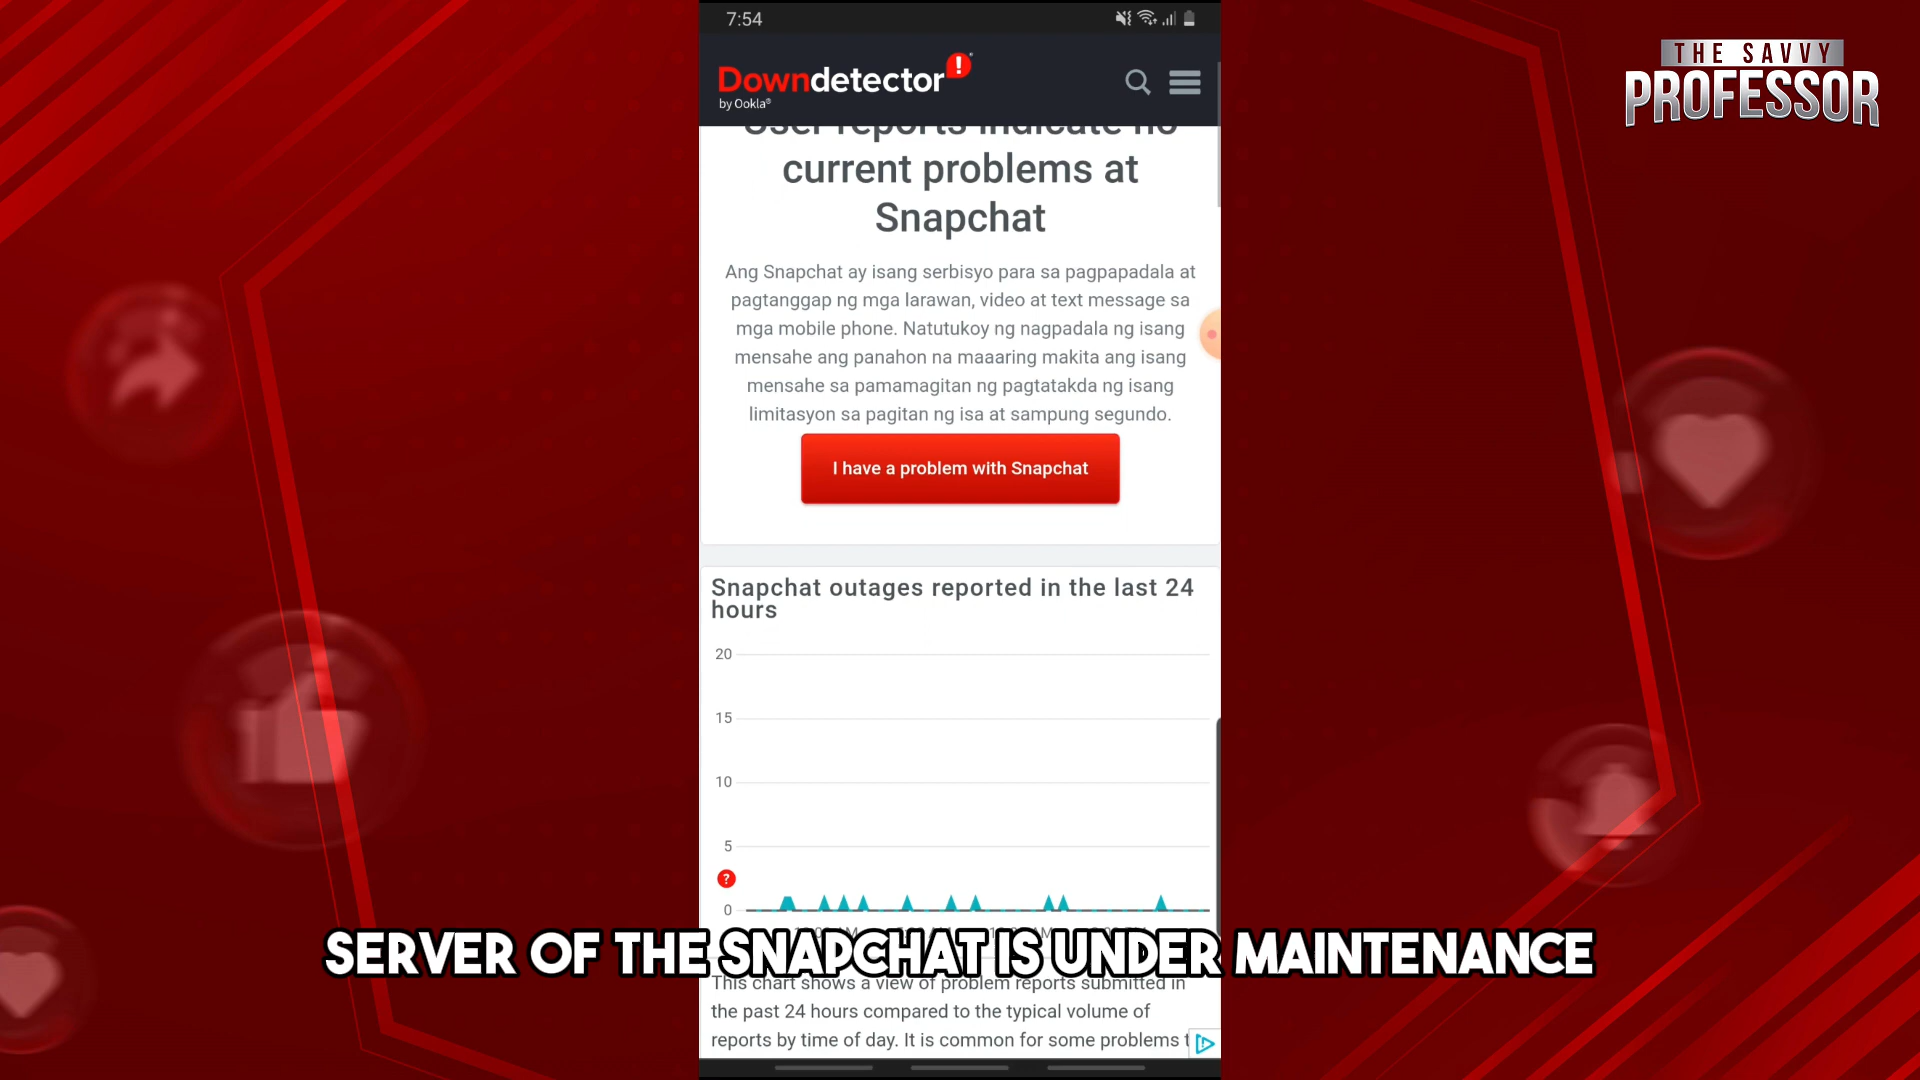 7:54
THE SAVVY
PROFESSOR
Downdetector
by Ookla®
User reports indicate no
current problems at
Snapchat
Ang Snapchat ay isang serbisyo para sa pagpapadala at
pagtanggap ng mga larawan, video at text message sa
mga mobile phone. Natutukoy ng nagpadala ng isang
mensahe ang panahon na maaaring makita ang isang
mensahe sa pamamagitan ng pagtatakda ng isang
limitasyon sa pagitan ng isa at sampung segundo.
I have a problem with Snapchat
Snapchat outages reported in the last 24
hours
20
15
10
5
?
0
SERVER OF THE SNAPCHAT IS UNDER MAINTENANCE
This chart shows a view of problem reports submitted in
the past 24 hours compared to the typical volume of
reports by time of day. It is common for some problems t